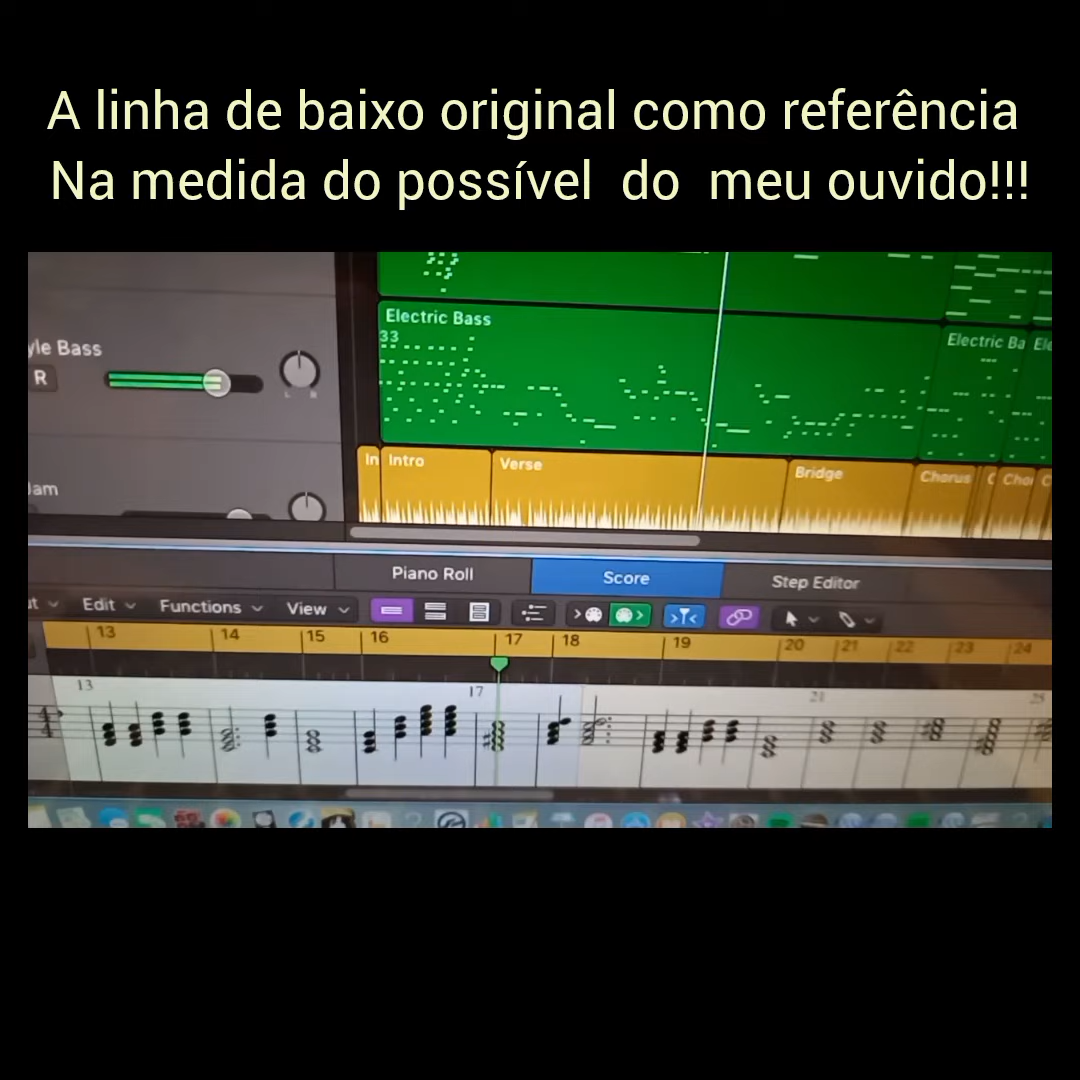 A linha de baixo original como referência
Na medida do possível do meu ouvido!!!
Electric Bass
33
Electric Ba
yle Bass
R
L R
In Intro Verse Bridge Chorus C Cho C
Piano Roll Score Step Editor
Edit Functions View
13 14 15 16 17 18 19 20 21 22 23 24
13 17 21 25